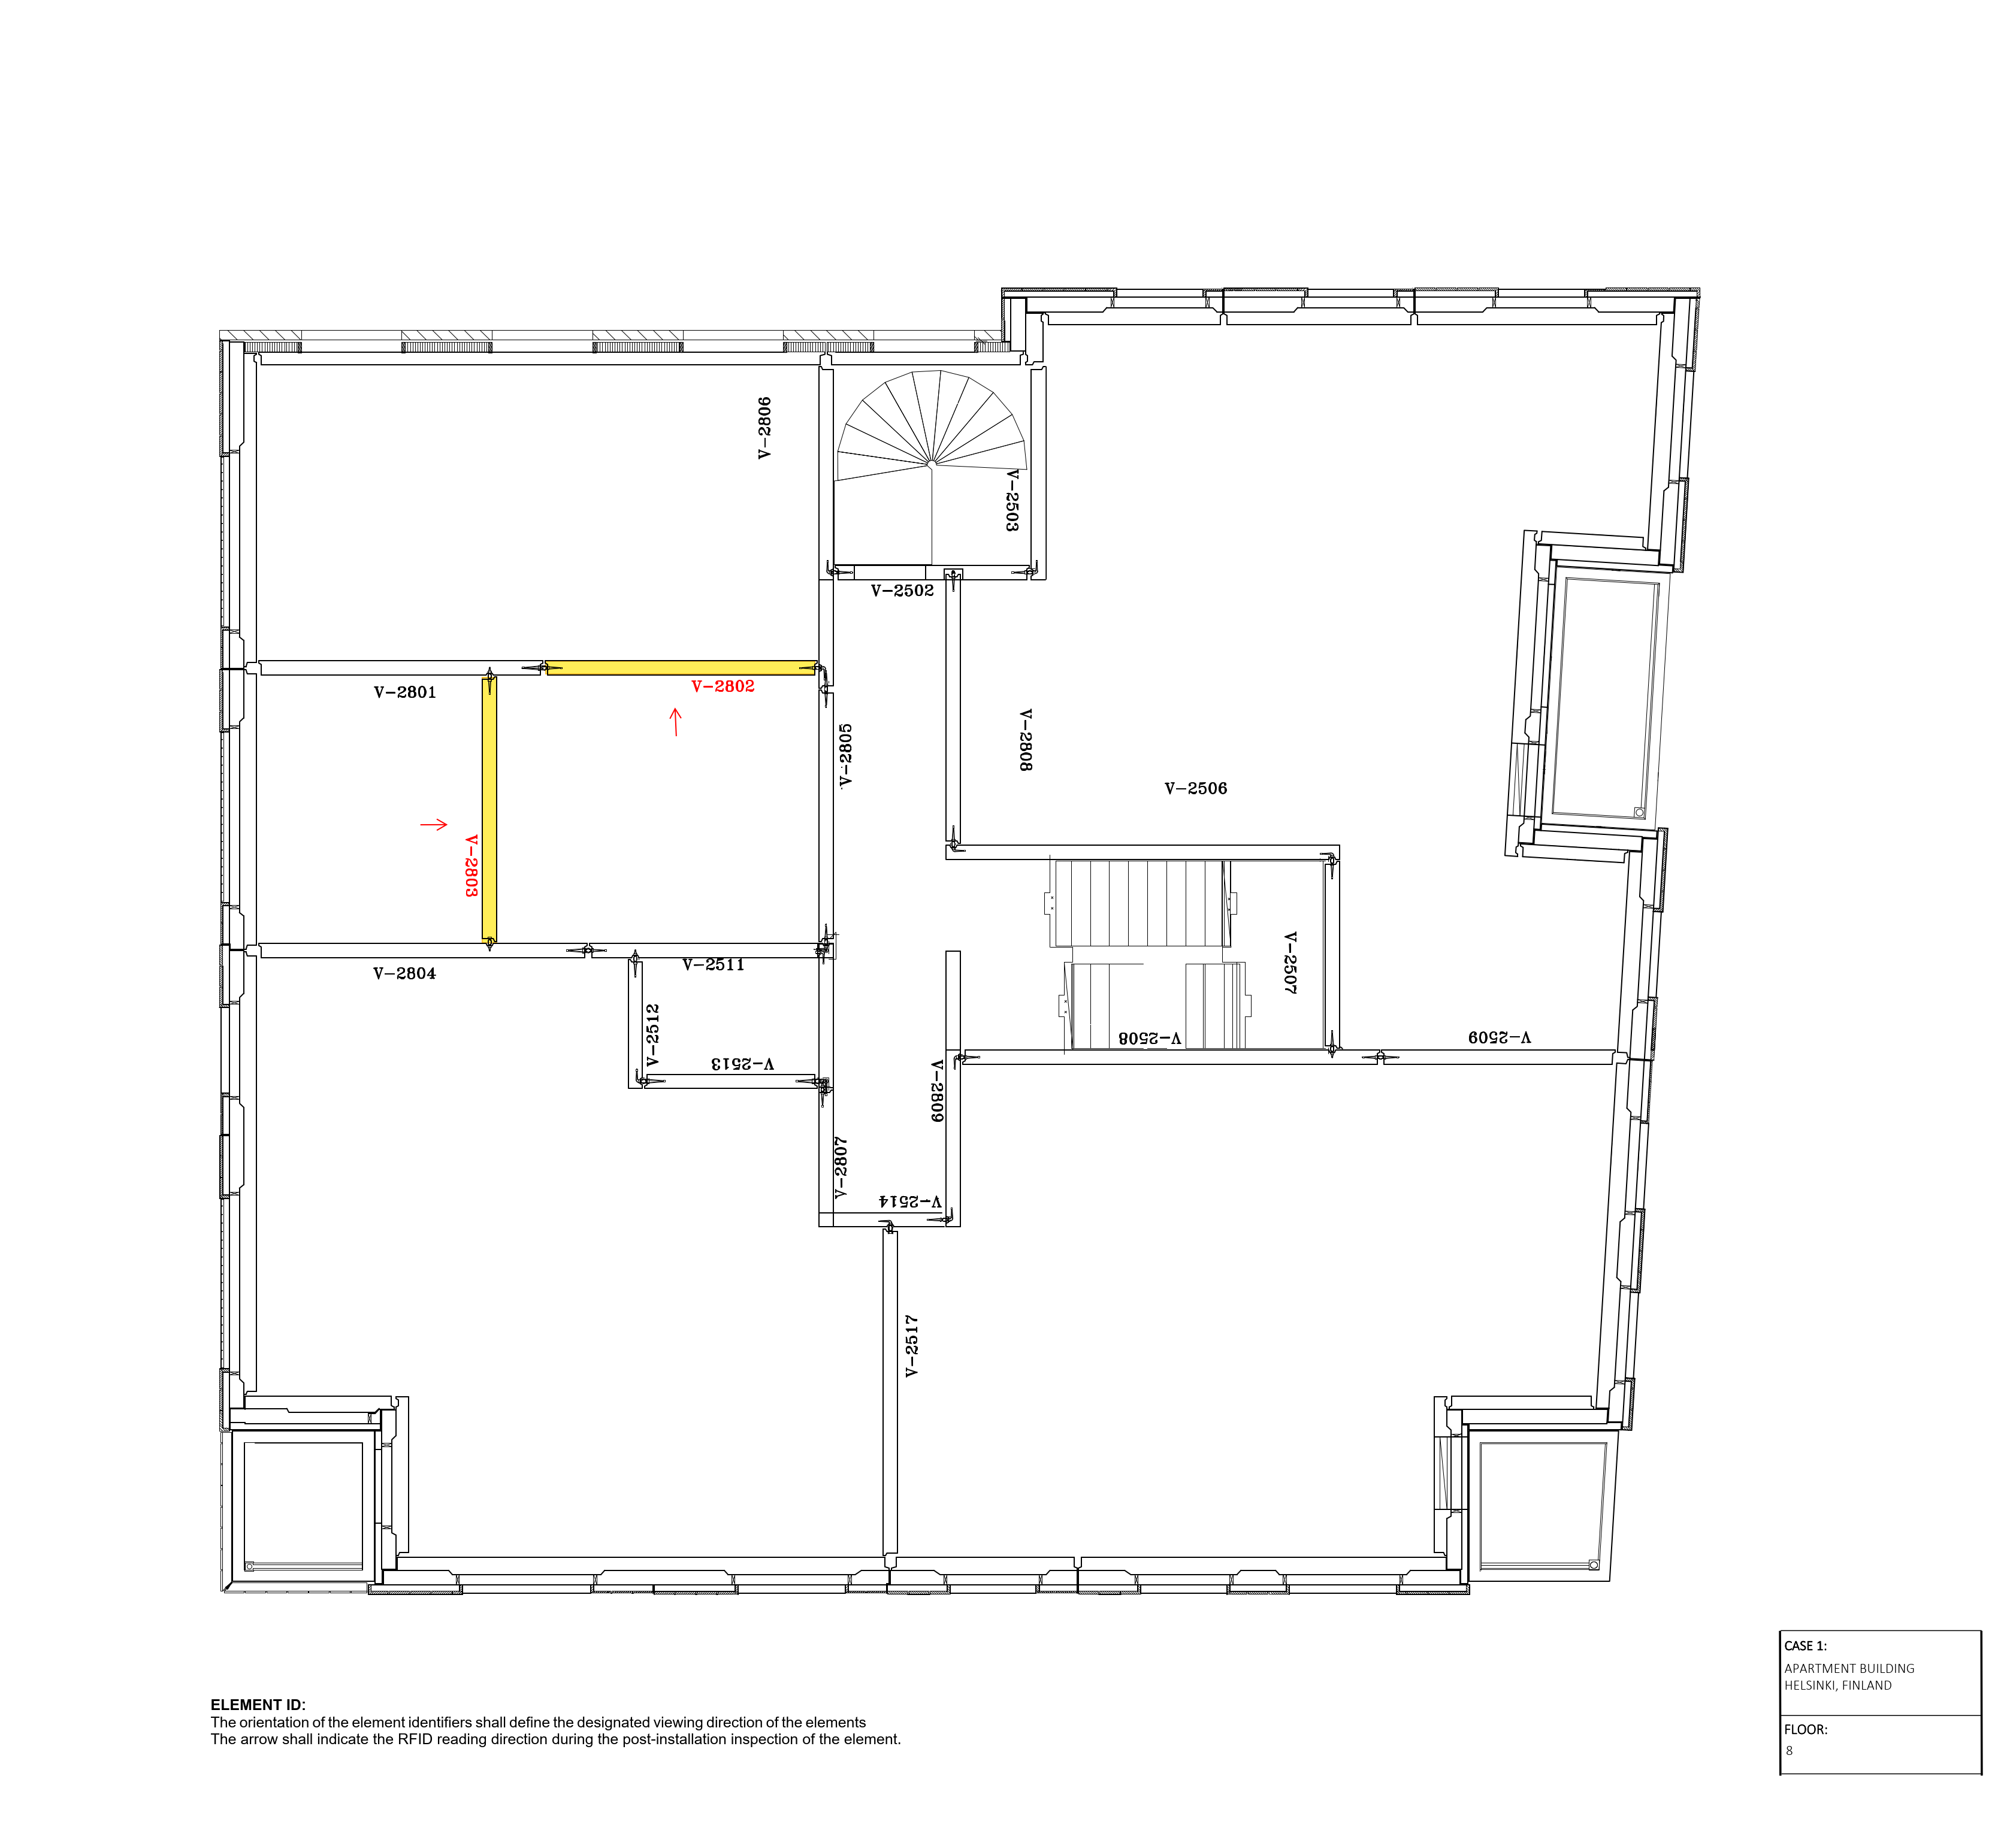 V-2806
V-2503
V-2502
V-2801
V-2802
V-2805
V-2808
V-2506
V-2803
V-2804
V-2511
V-2507
V-2512
V-2513
V-2508
V-2509
V-2809
V-2807
V-2514
V-2517
CASE 1:
APARTMENT BUILDING
HELSINKI, FINLAND
FLOOR:
8
ELEMENT ID:
The orientation of the element identifiers shall define the designated viewing direction of the elements
The arrow shall indicate the RFID reading direction during the post-installation inspection of the element.